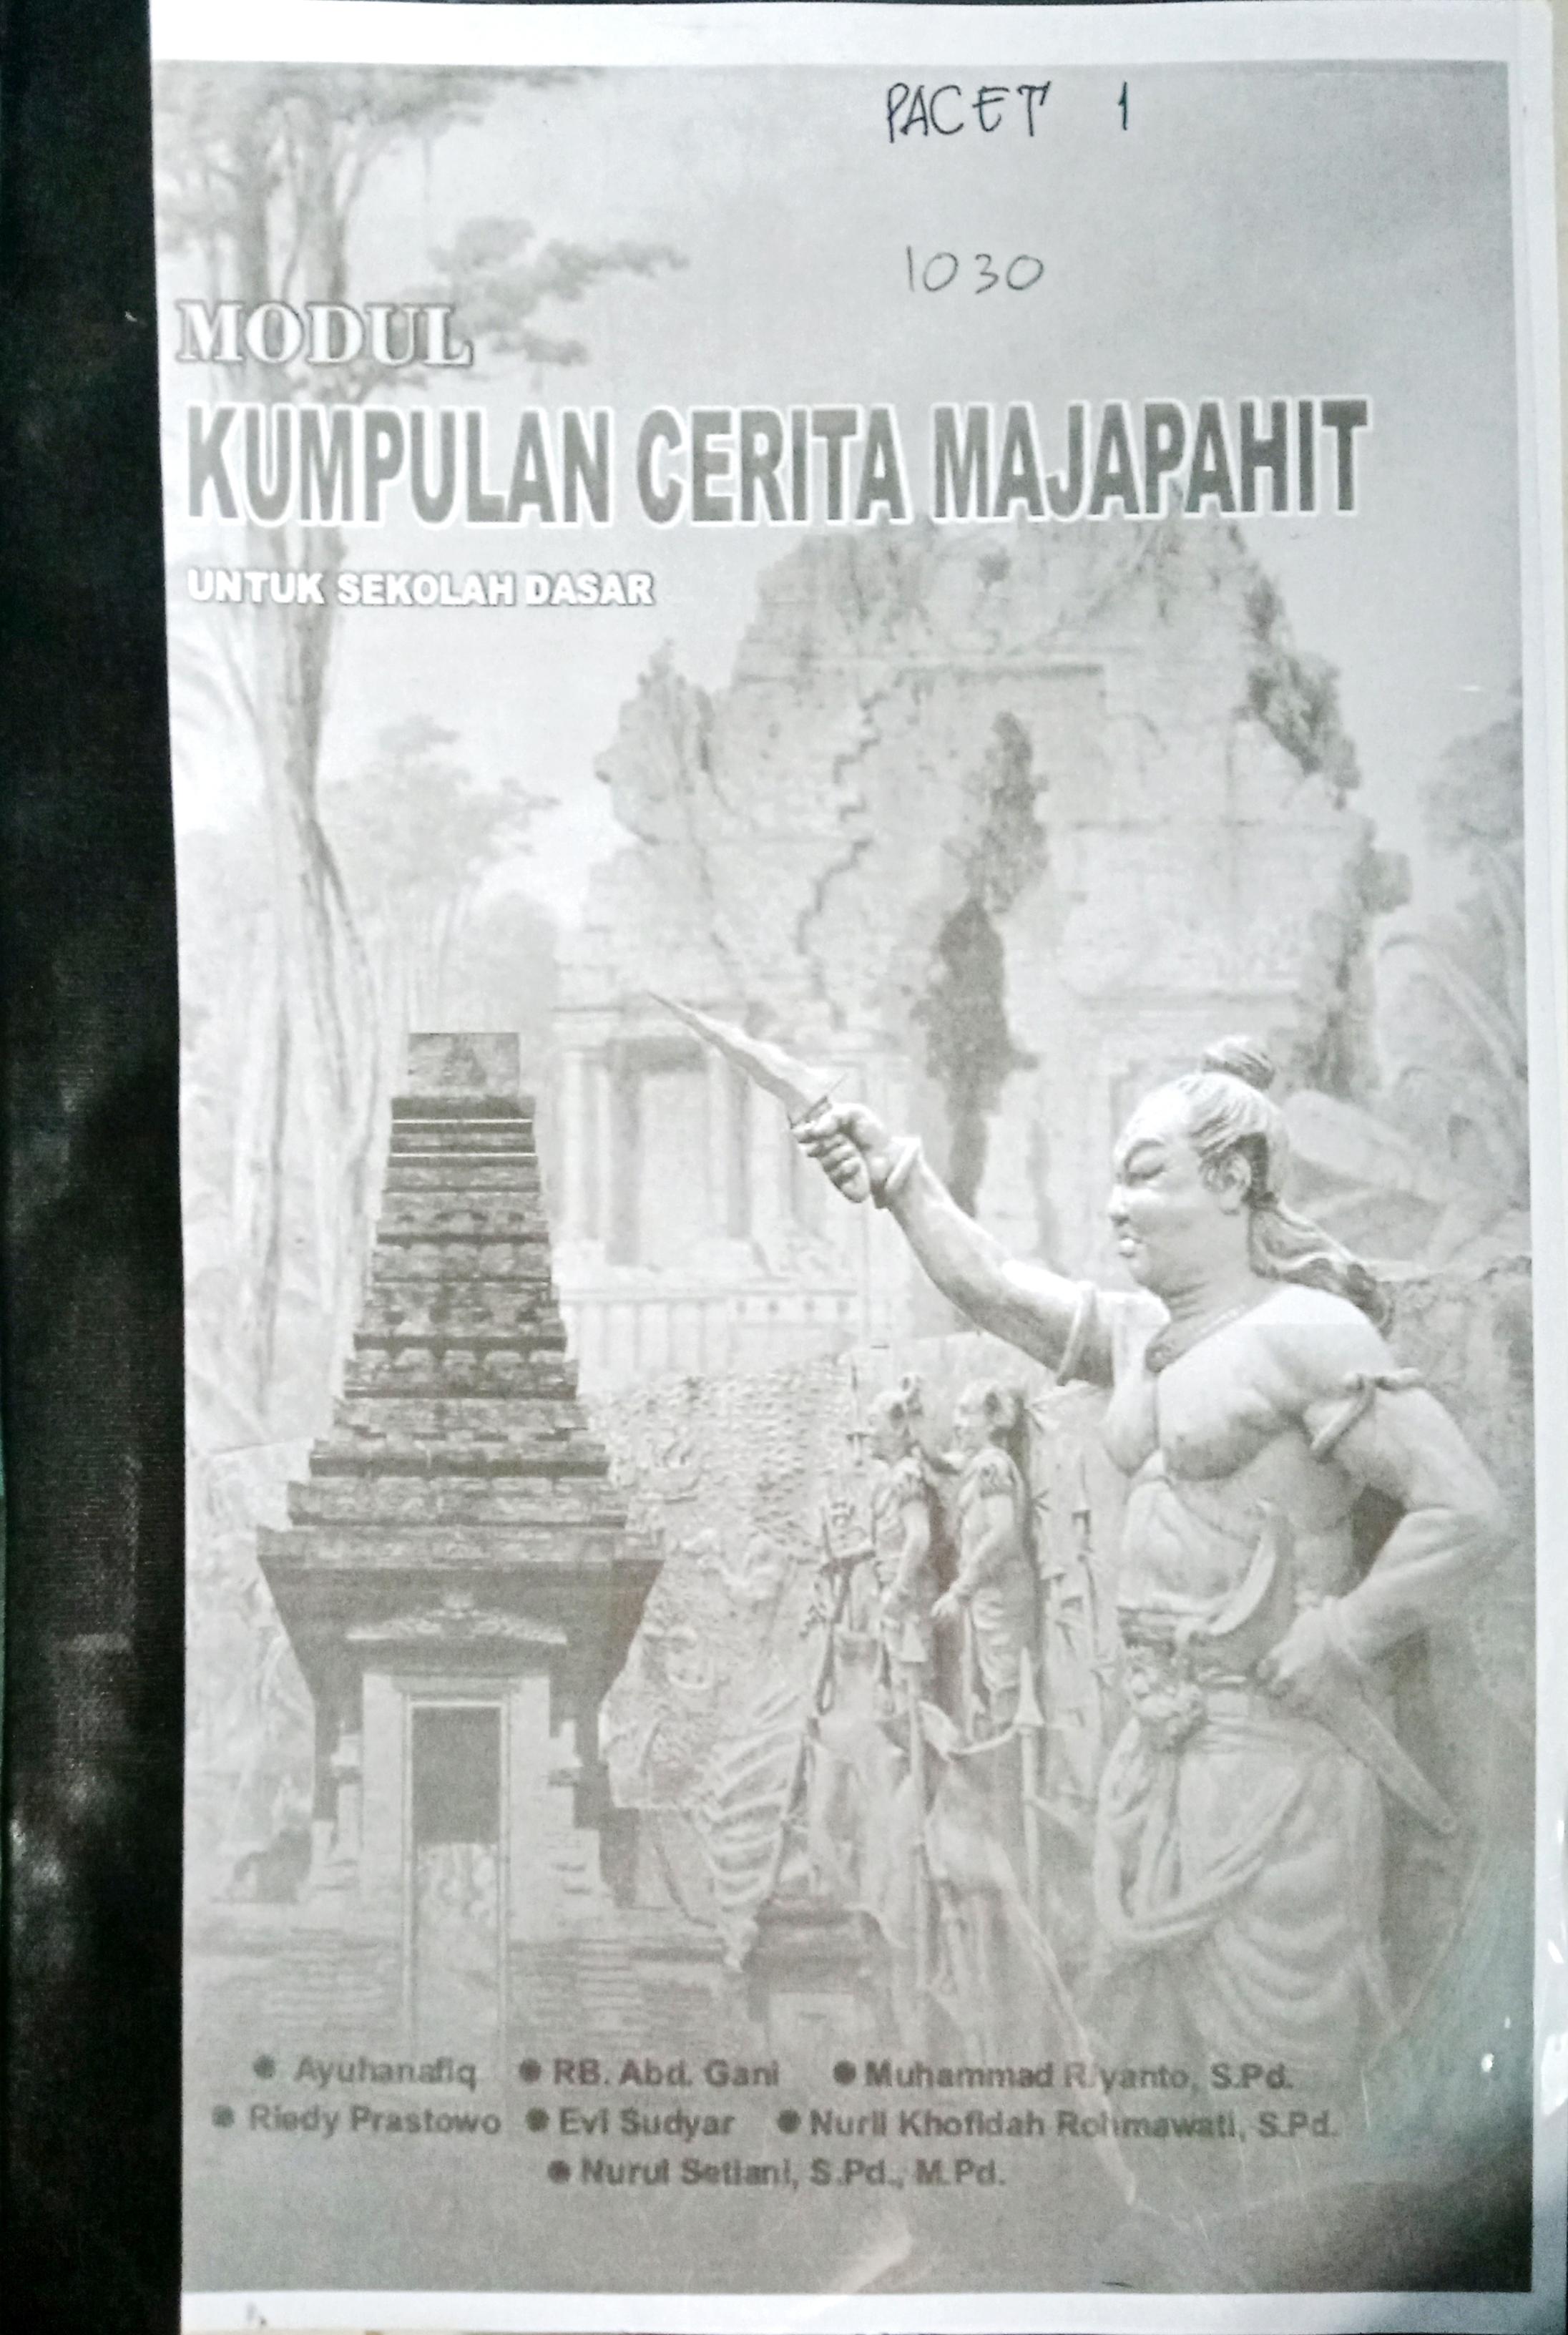 PACET 1
1030
MODUL
KUMPULAN CERITA MAJAPAHIT
UNTUK SEKOLAH DASAR
Ayuhanafiq RB. Abd. Gani Muhammad Riyanto, S.Pd.
Riedy Prastowo Evi Sudyar Nuril Khofidah Rohmawati, S.Pd.
Nurul Setiani, S.Pd., M.Pd.